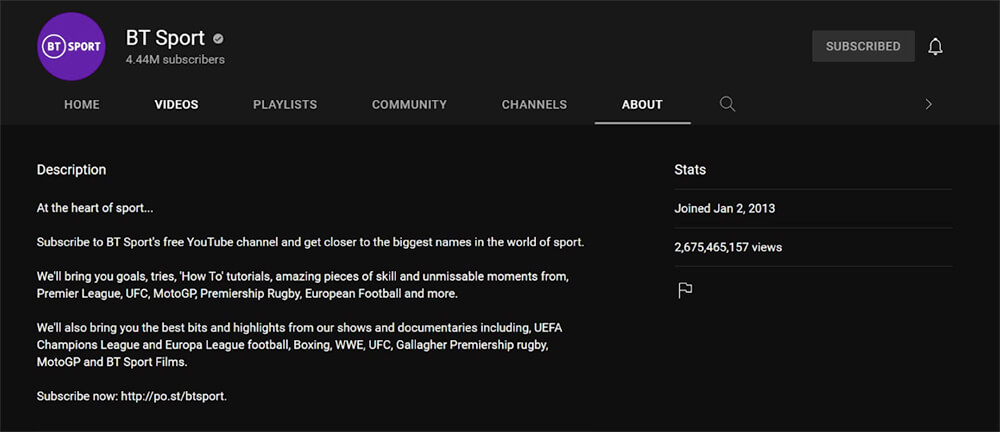 BT SPORT
BT Sport
4.44M subscribers
SUBSCRIBED
HOME
VIDEOS
PLAYLISTS
COMMUNITY
CHANNELS
ABOUT
Description
At the heart of sport...
Subscribe to BT Sport's free YouTube channel and get closer to the biggest names in the world of sport.
We'll bring you goals, tries, 'How To' tutorials, amazing pieces of skill and unmissable moments from,
Premier League, UFC, MotoGP, Premiership Rugby, European Football and more.
We'll also bring you the best bits and highlights from our shows and documentaries including, UEFA
Champions League and Europa League football, Boxing, WWE, UFC, Gallagher Premiership rugby,
MotoGP and BT Sport Films.
Subscribe now: http://po.st/btsport.
Stats
Joined Jan 2, 2013
2,675,465,157 views